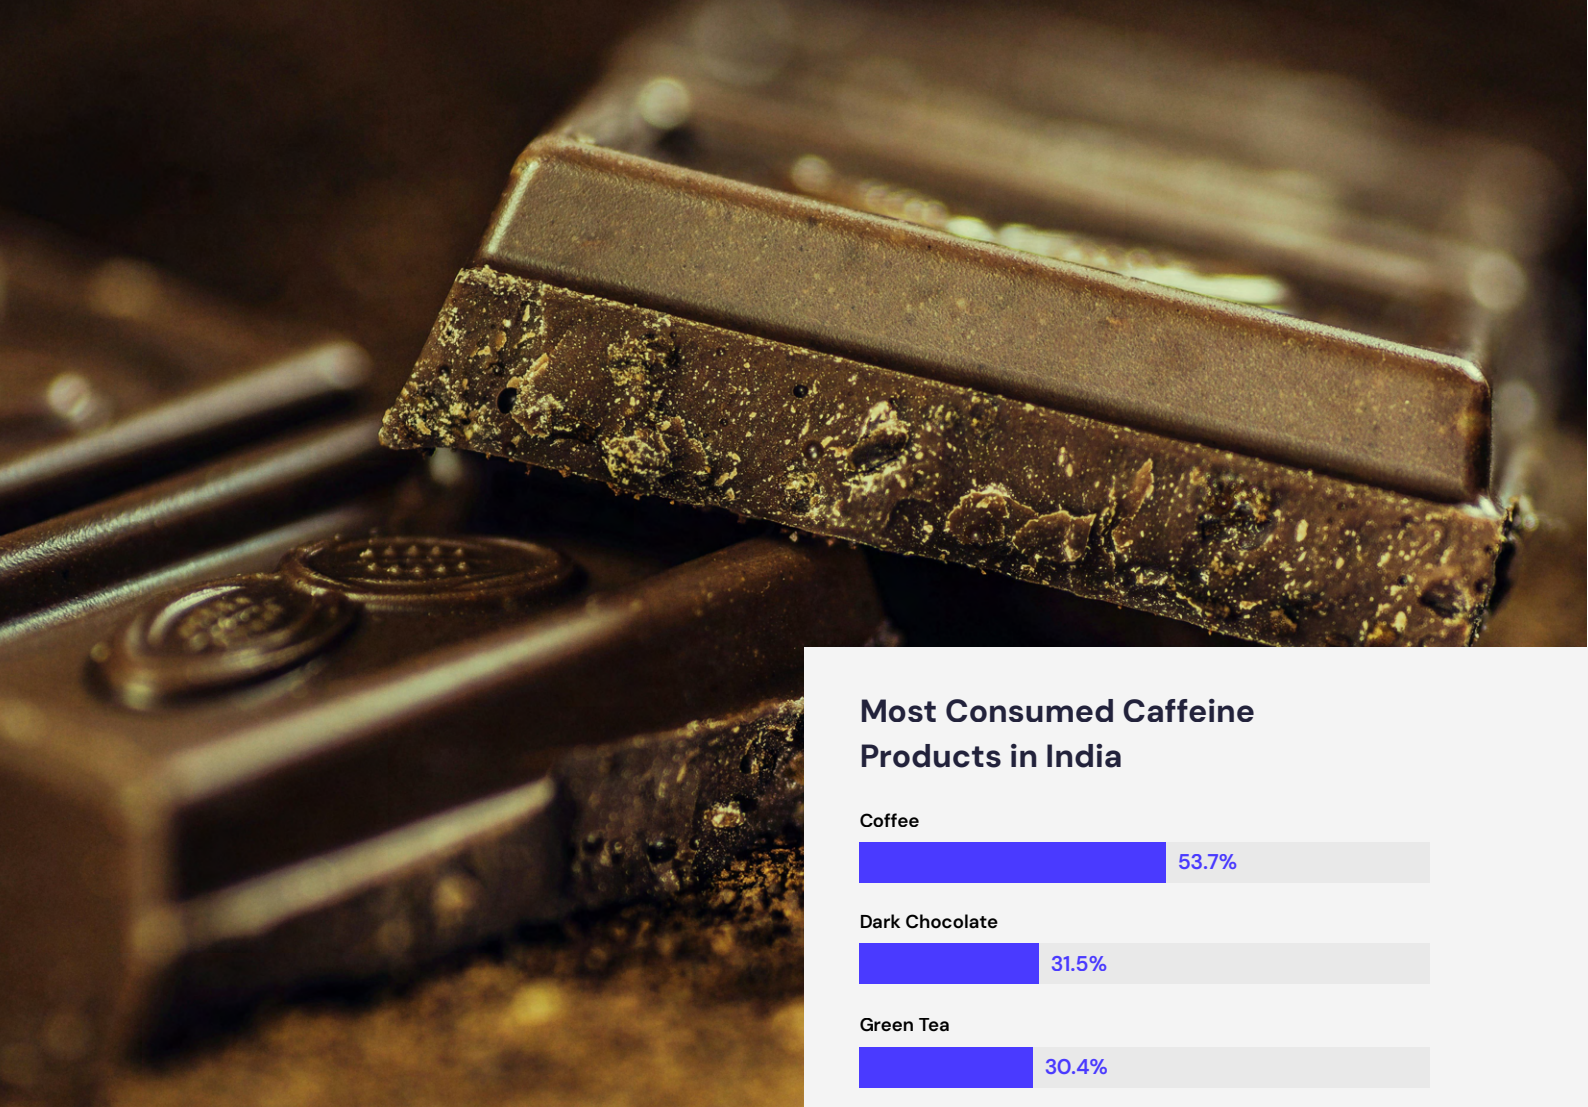 Most Consumed Caffeine
Products in India
Coffee
53.7%
Dark Chocolate
31.5%
Green Tea
30.4%